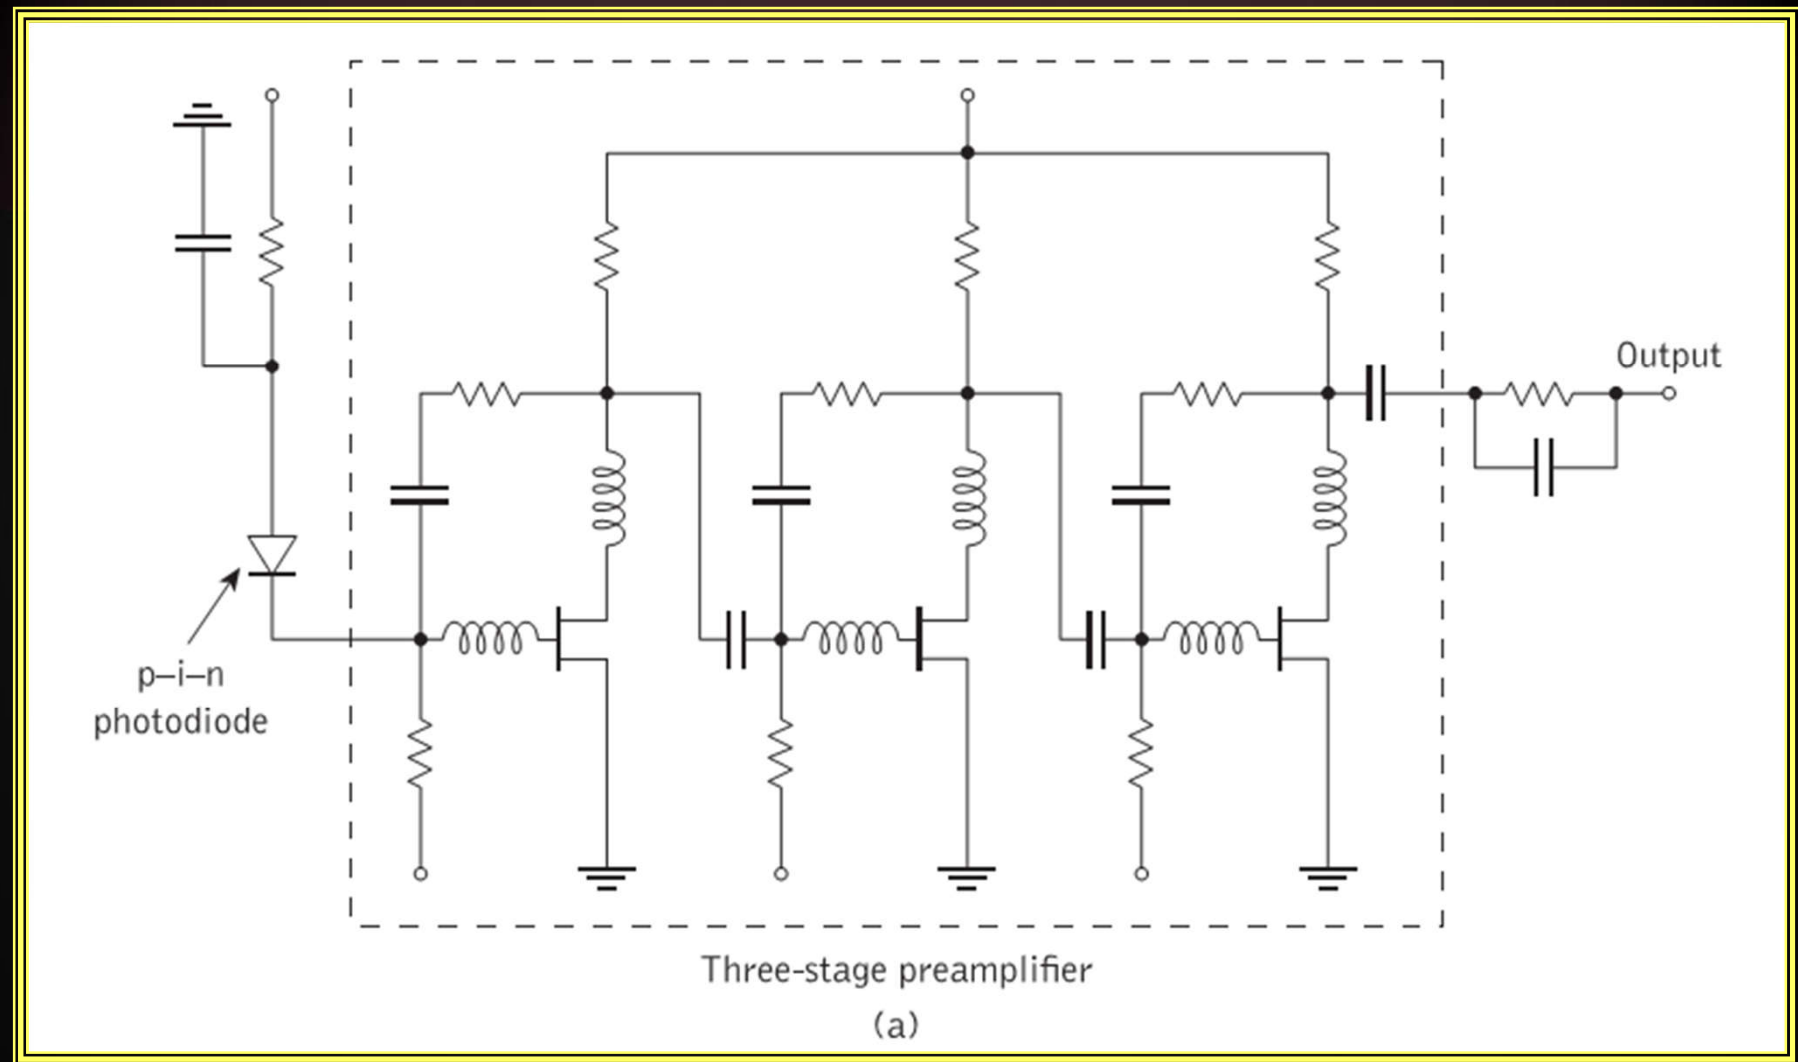 Output
p–i–n
photodiode
Three-stage preamplifier
(a)